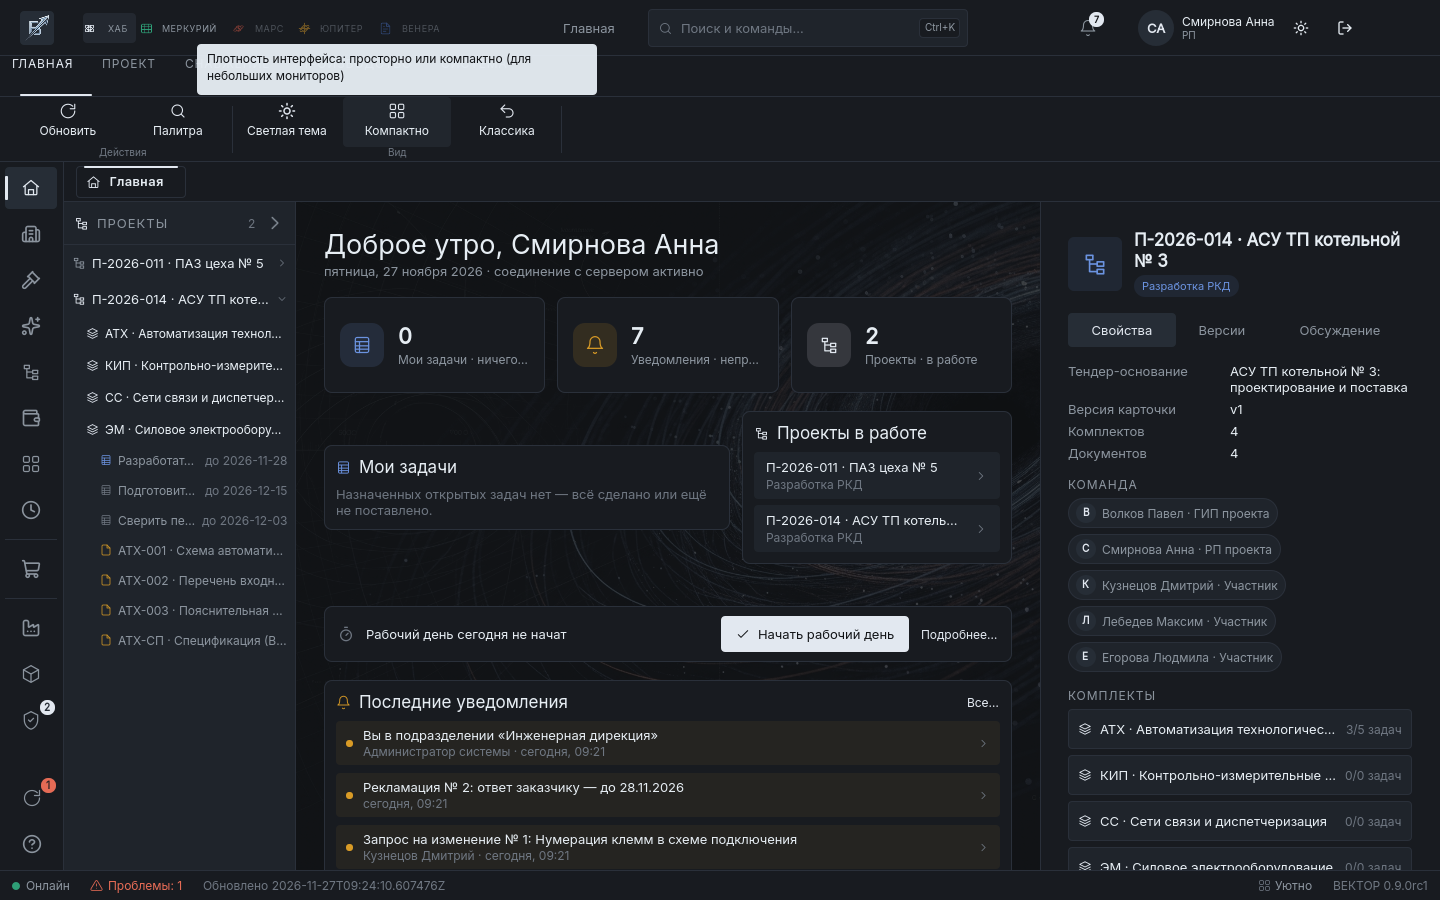 ХАБ
МЕРКУРИЙ
МАРС
ЮПИТЕР
ВЕНЕРА
Главная
Поиск и команды...
Ctrl+K
7
СА
Смирнова Анна
РП
ГЛАВНАЯ
ПРОЕКТ
Плотность интерфейса: просторно или компактно (для
небольших мониторов)
Обновить
Палитра
Светлая тема
Компактно
Классика
Действия
Вид
Главная
ПРОЕКТЫ
2
П-2026-011 · ПАЗ цеха № 5
П-2026-014 · АСУ ТП коте...
АТХ · Автоматизация технол...
КИП · Контрольно-измерите...
СС · Сети связи и диспетчер...
ЭМ · Силовое электрообору...
Разработат... до 2026-11-28
Подготовит... до 2026-12-15
Сверить пе... до 2026-12-03
АТХ-001 · Схема автомати...
АТХ-002 · Перечень входн...
АТХ-003 · Пояснительная ...
АТХ-СП · Спецификация (В...
2
1
Доброе утро, Смирнова Анна
пятница, 27 ноября 2026 · соединение с сервером активно
0
Мои задачи · ничего...
7
Уведомления · непр...
2
Проекты · в работе
Мои задачи
Назначенных открытых задач нет — всё сделано или ещё
не поставлено.
Проекты в работе
П-2026-011 · ПАЗ цеха № 5
Разработка РКД
П-2026-014 · АСУ ТП котель...
Разработка РКД
Рабочий день сегодня не начат
Начать рабочий день
Подробнее...
Последние уведомления
Все...
Вы в подразделении «Инженерная дирекция»
Администратор системы · сегодня, 09:21
Рекламация № 2: ответ заказчику — до 28.11.2026
сегодня, 09:21
Запрос на изменение № 1: Нумерация клемм в схеме подключения
Кузнецов Дмитрий · сегодня, 09:21
П-2026-014 · АСУ ТП котельной
№ 3
Разработка РКД
Свойства
Версии
Обсуждение
Тендер-основание
АСУ ТП котельной № 3:
проектирование и поставка
Версия карточки
v1
Комплектов
4
Документов
4
КОМАНДА
В Волков Павел · ГИП проекта
С Смирнова Анна · РП проекта
К Кузнецов Дмитрий · Участник
Л Лебедев Максим · Участник
Е Егорова Людмила · Участник
КОМПЛЕКТЫ
АТХ · Автоматизация технологичес... 3/5 задач
КИП · Контрольно-измерительные ... 0/0 задач
СС · Сети связи и диспетчеризация 0/0 задач
ЭМ · Силовое электрооборудование 0/0 задач
Онлайн
Проблемы: 1
Обновлено 2026-11-27T09:24:10.607476Z
Уютно
ВЕКТОР 0.9.0rc1